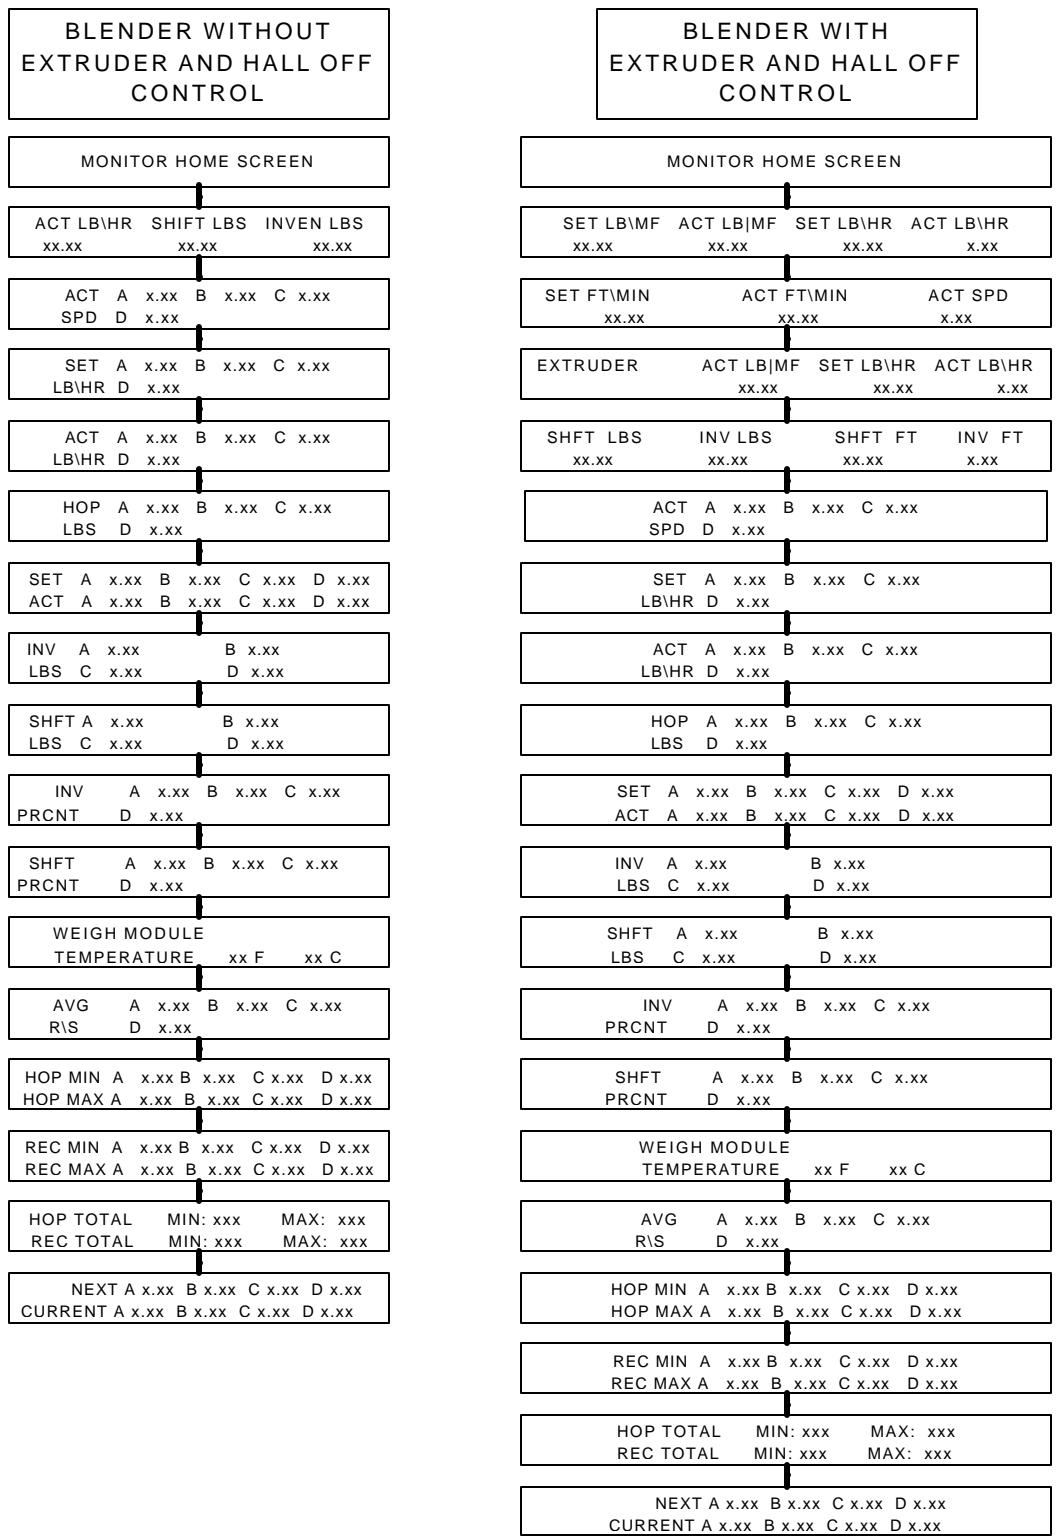 BLENDER WITHOUT
EXTRUDER AND HALL OFF
CONTROL
MONITOR HOME SCREEN
ACT LB\HR SHIFT LBS INVEN LBS
xx.xx xx.xx xx.xx
ACT A x.xx B x.xx C x.xx
SPD D x.xx
SET A x.xx B x.xx C x.xx
LB\HR D x.xx
ACT A x.xx B x.xx C x.xx
LB\HR D x.xx
HOP A x.xx B x.xx C x.xx
LBS D x.xx
SET A x.xx B x.xx C x.xx D x.xx
ACT A x.xx B x.xx C x.xx D x.xx
INV A x.xx B x.xx
LBS C x.xx D x.xx
SHFT A x.xx B x.xx
LBS C x.xx D x.xx
INV A x.xx B x.xx C x.xx
PRCNT D x.xx
SHFT A x.xx B x.xx C x.xx
PRCNT D x.xx
WEIGH MODULE
TEMPERATURE xx F xx C
AVG A x.xx B x.xx C x.xx
R\S D x.xx
HOP MIN A x.xx B x.xx C x.xx D x.xx
HOP MAX A x.xx B x.xx C x.xx D x.xx
REC MIN A x.xx B x.xx C x.xx D x.xx
REC MAX A x.xx B x.xx C x.xx D x.xx
HOP TOTAL MIN: xxx MAX: xxx
REC TOTAL MIN: xxx MAX: xxx
NEXT A x.xx B x.xx C x.xx D x.xx
CURRENT A x.xx B x.xx C x.xx D x.xx
BLENDER WITH
EXTRUDER AND HALL OFF
CONTROL
MONITOR HOME SCREEN
SET LB\MF ACT LB|MF SET LB\HR ACT LB\HR
xx.xx xx.xx xx.xx x.xx
SET FT\MIN ACT FT\MIN ACT SPD
xx.xx xx.xx x.xx
EXTRUDER ACT LB|MF SET LB\HR ACT LB\HR
xx.xx xx.xx x.xx
SHFT LBS INV LBS SHFT FT INV FT
xx.xx xx.xx xx.xx x.xx
ACT A x.xx B x.xx C x.xx
SPD D x.xx
SET A x.xx B x.xx C x.xx
LB\HR D x.xx
ACT A x.xx B x.xx C x.xx
LB\HR D x.xx
HOP A x.xx B x.xx C x.xx
LBS D x.xx
SET A x.xx B x.xx C x.xx D x.xx
ACT A x.xx B x.xx C x.xx D x.xx
INV A x.xx B x.xx
LBS C x.xx D x.xx
SHFT A x.xx B x.xx
LBS C x.xx D x.xx
INV A x.xx B x.xx C x.xx
PRCNT D x.xx
SHFT A x.xx B x.xx C x.xx
PRCNT D x.xx
WEIGH MODULE
TEMPERATURE xx F xx C
AVG A x.xx B x.xx C x.xx
R\S D x.xx
HOP MIN A x.xx B x.xx C x.xx D x.xx
HOP MAX A x.xx B x.xx C x.xx D x.xx
REC MIN A x.xx B x.xx C x.xx D x.xx
REC MAX A x.xx B x.xx C x.xx D x.xx
HOP TOTAL MIN: xxx MAX: xxx
REC TOTAL MIN: xxx MAX: xxx
NEXT A x.xx B x.xx C x.xx D x.xx
CURRENT A x.xx B x.xx C x.xx D x.xx